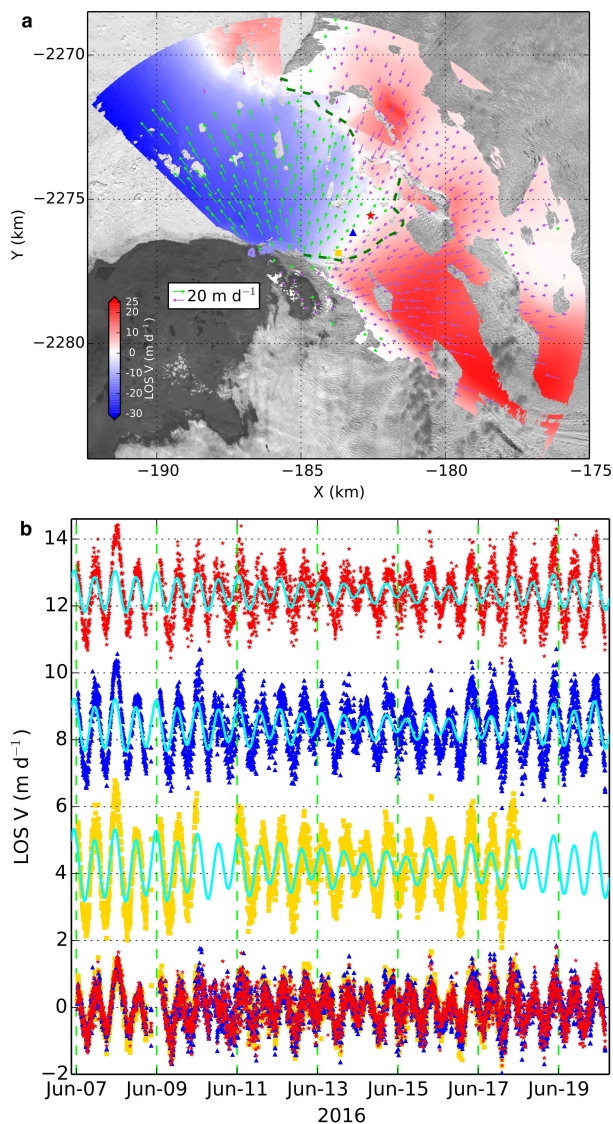 a
−2270
−2275
−2280
Y (km)
20 m d⁻¹
25
20
10
0
-10
-20
-30
LOS V (m d⁻¹)
−190
−185
−180
−175
X (km)
b
14
12
10
8
6
4
2
0
−2
LOS V (m d⁻¹)
Jun-07
Jun-09
Jun-11
Jun-13
Jun-15
Jun-17
Jun-19
2016